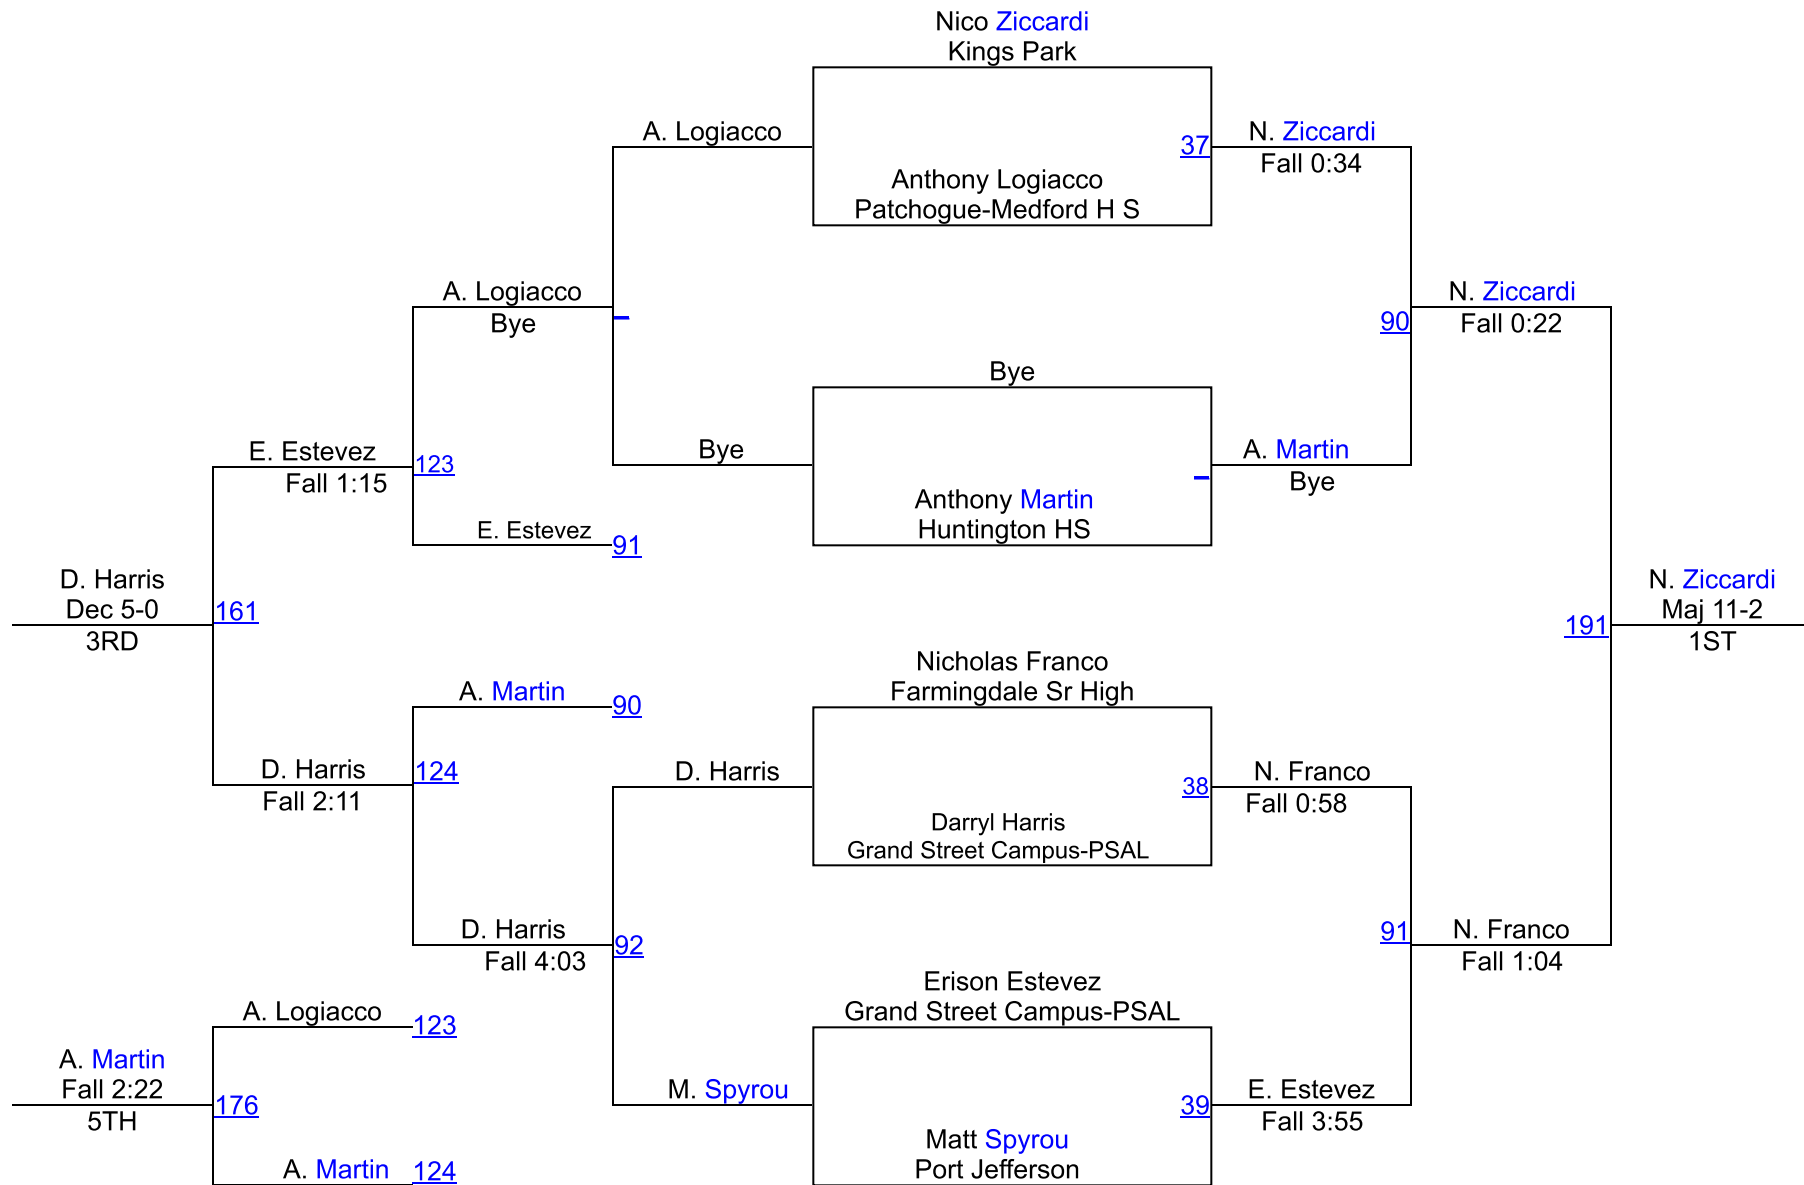 Nico Ziccardi
Kings Park
A. Logiacco
37
N. Ziccardi
Fall 0:34
Anthony Logiacco
Patchogue-Medford H S
A. Logiacco
Bye
N. Ziccardi
90
Fall 0:22
Bye
E. Estevez
123
Fall 1:15
Bye
A. Martin
Bye
Anthony Martin
Huntington HS
E. Estevez
91
D. Harris
Dec 5-0
161
3RD
N. Ziccardi
Maj 11-2
191
1ST
Nicholas Franco
Farmingdale Sr High
A. Martin
90
D. Harris
124
Fall 2:11
D. Harris
38
N. Franco
Fall 0:58
Darryl Harris
Grand Street Campus-PSAL
D. Harris
92
Fall 4:03
91
N. Franco
Fall 1:04
Erison Estevez
Grand Street Campus-PSAL
A. Logiacco
123
A. Martin
Fall 2:22
176
5TH
M. Spyrou
39
E. Estevez
Fall 3:55
Matt Spyrou
Port Jefferson
A. Martin
124